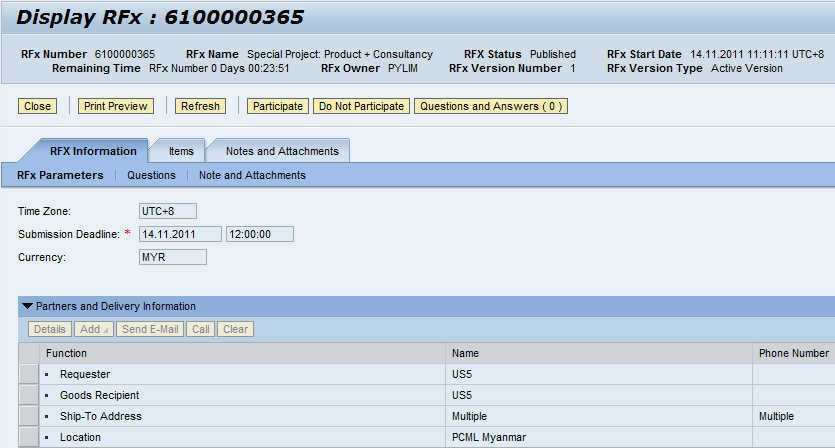 Display RFx : 6100000365
RFx Number 6100000365 RFx Name Special Project: Product + Consultancy RFX Status Published RFx Start Date 14.11.2011 11:11:11 UTC+8
Remaining Time RFx Number 0 Days 00:23:51 RFx Owner PYLIM RFx Version Number 1 RFx Version Type Active Version
Close Print Preview Refresh Participate Do Not Participate Questions and Answers ( 0 )
RFX Information Items Notes and Attachments
RFx Parameters Questions Note and Attachments
Time Zone: UTC+8
Submission Deadline: * 14.11.2011 12:00:00
Currency: MYR
Partners and Delivery Information
Details Add Send E-Mail Call Clear
Function Name Phone Number
• Requester US5
• Goods Recipient US5
• Ship-To Address Multiple Multiple
• Location PCML Myanmar